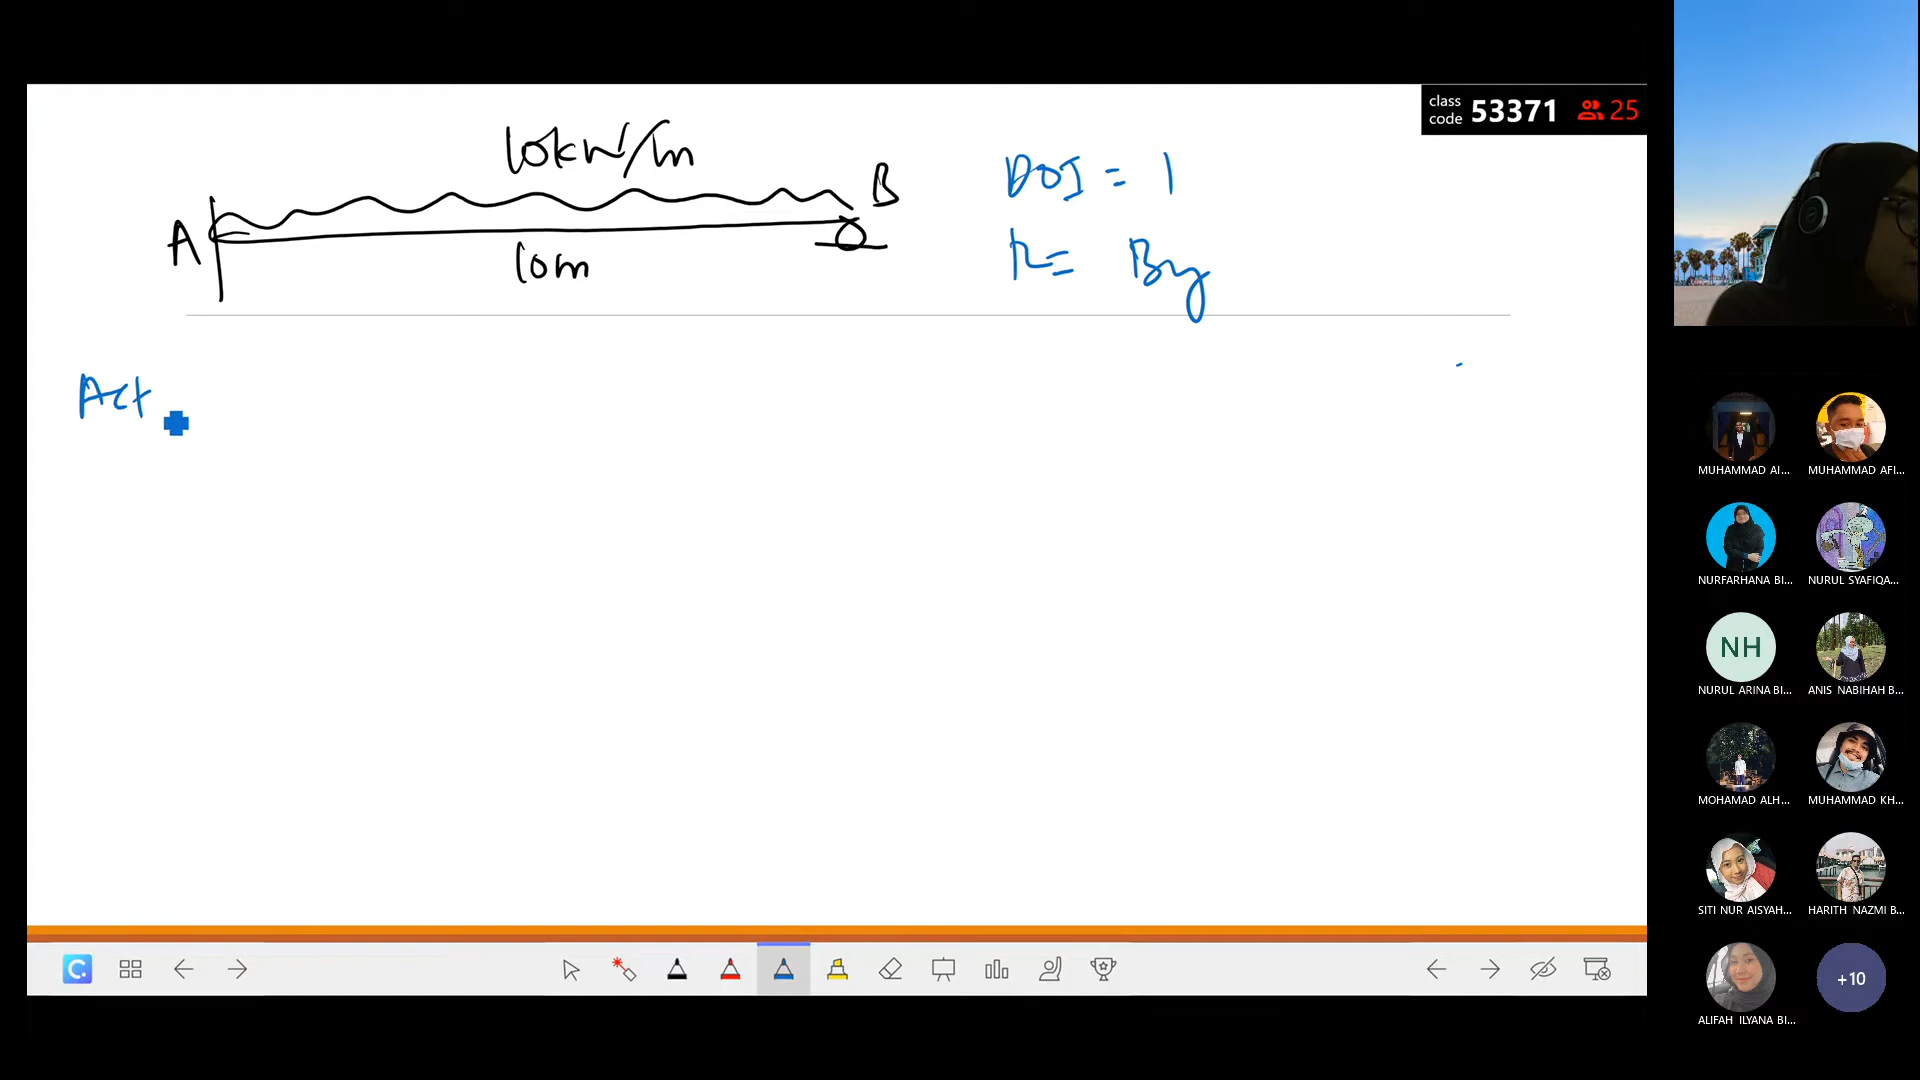 class code 53371 25
10kN/m
A
B
10m
DOI = 1
R= By
Act
MUHAMMAD AI...
MUHAMMAD AFI...
NURFARHANA BI...
NURUL SYAFIQA...
NH
NURUL ARINA BI...
ANIS NABIHAH B...
MOHAMAD ALH...
MUHAMMAD KH...
SITI NUR AISYAH...
HARITH NAZMI B...
ALIFAH ILYANA BI...
+10